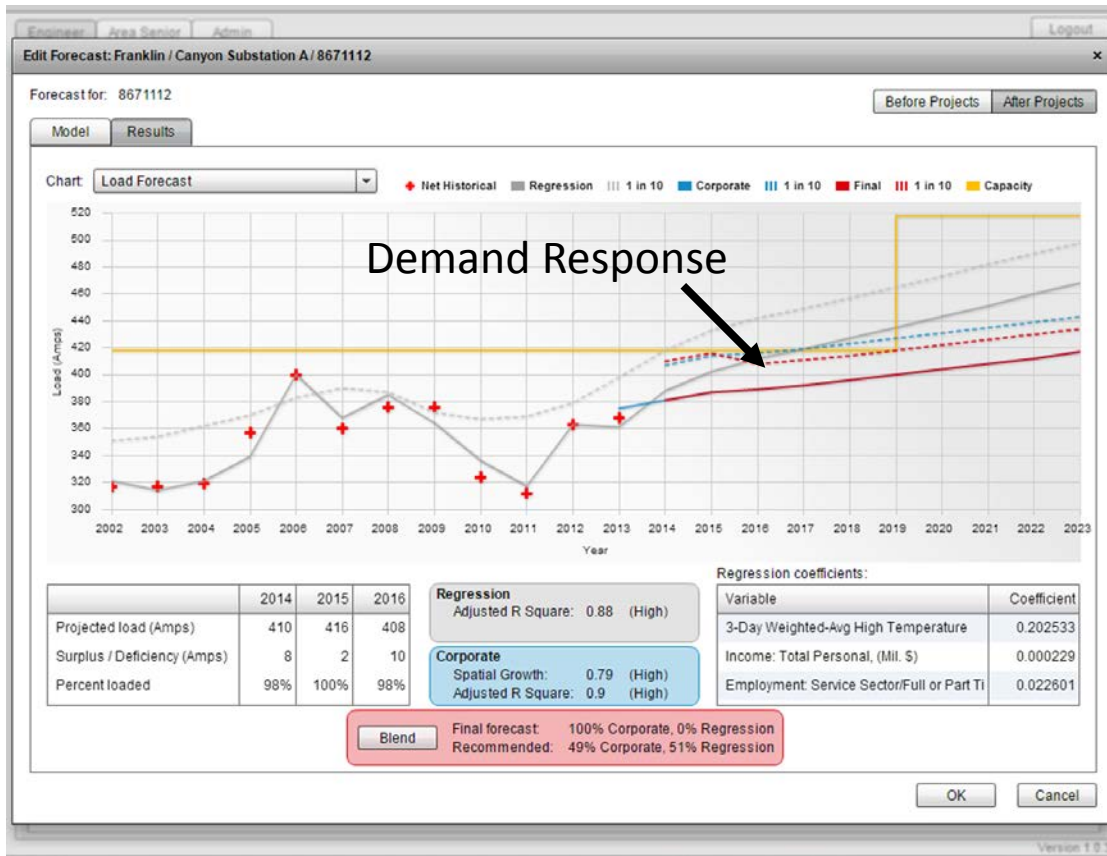 Engineer Area Senior Admin Logout
Edit Forecast: Franklin / Canyon Substation A / 8671112 x
Forecast for: 8671112
Before Projects After Projects
Model Results
Chart: Load Forecast
Net Historical Regression 1 in 10 Corporate 1 in 10 Final 1 in 10 Capacity
Demand Response
520
500
480
460
440
420
400
380
360
340
320
300
Load (Amps)
2002 2003 2004 2005 2006 2007 2008 2009 2010 2011 2012 2013 2014 2015 2016 2017 2018 2019 2020 2021 2022 2023
Year
2014 2015 2016
Projected load (Amps) 410 416 408
Surplus / Deficiency (Amps) 8 2 10
Percent loaded 98% 100% 98%
Regression
Adjusted R Square: 0.88 (High)
Corporate
Spatial Growth: 0.79 (High)
Adjusted R Square: 0.9 (High)
Regression coefficients:
Variable Coefficient
3-Day Weighted-Avg High Temperature 0.202533
Income: Total Personal, (Mil. $) 0.000229
Employment: Service Sector/Full or Part Ti 0.022601
Blend
Final forecast: 100% Corporate, 0% Regression
Recommended: 49% Corporate, 51% Regression
OK Cancel
Version 1.0.